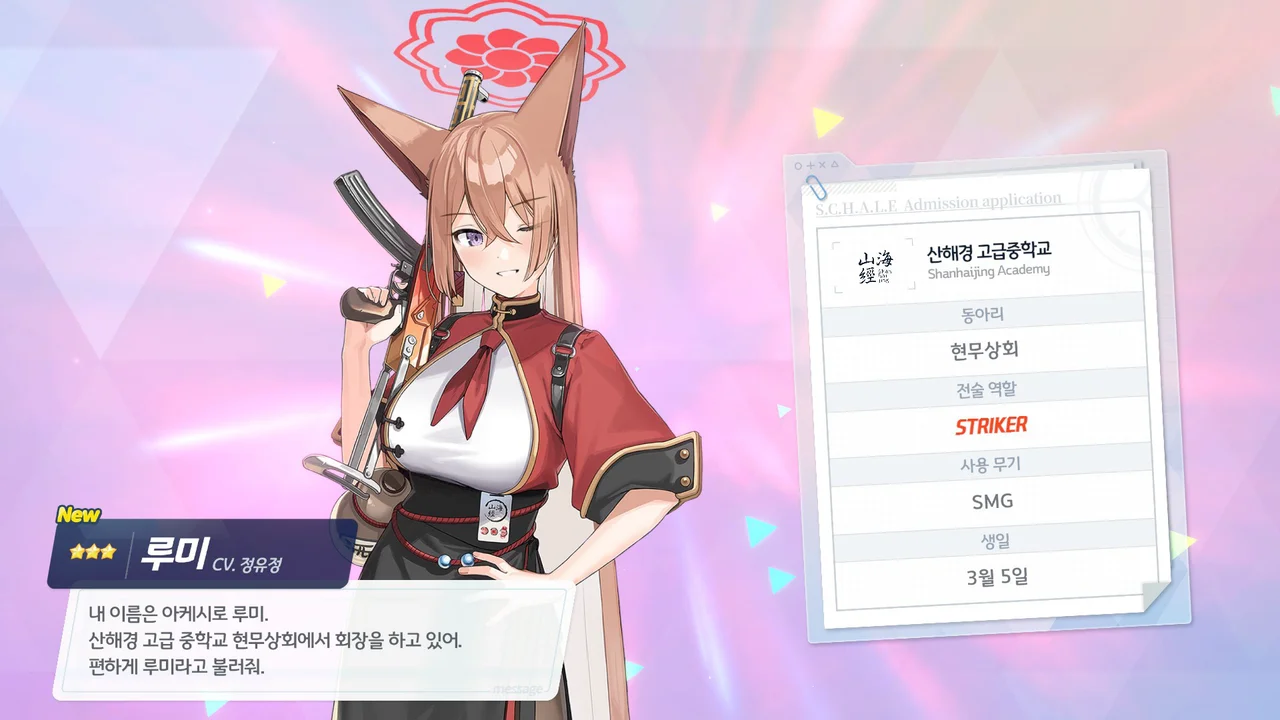 S.C.H.A.L.E Admission application
山海
經
산해경 고급중학교
Shanhaijing Academy
동아리
현무상회
전술 역할
STRIKER
사용 무기
SMG
생일
3월 5일
New
루미 CV. 정유정
내 이름은 아케시로 루미.
산해경 고급 중학교 현무상회에서 회장을 하고 있어.
편하게 루미라고 불러줘.
message